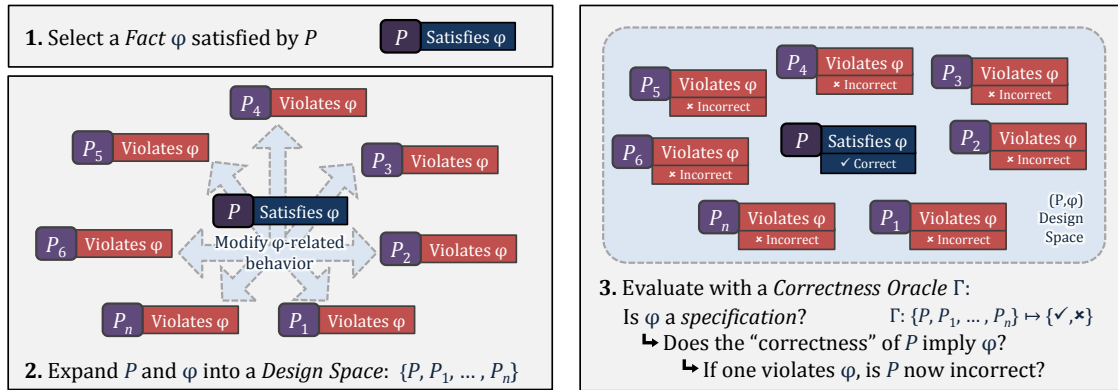 1. Select a Fact φ satisfied by P
P Satisfies φ
P₄ Violates φ
P₅ Violates φ
P₃ Violates φ
P Satisfies φ
Modify φ-related
behavior
P₆ Violates φ
P₂ Violates φ
Pₙ Violates φ
P₁ Violates φ
2. Expand P and φ into a Design Space: {P, P₁, … , Pₙ}
P₄ Violates φ
✗ Incorrect
P₅ Violates φ
✗ Incorrect
P₃ Violates φ
✗ Incorrect
P₆ Violates φ
✗ Incorrect
P Satisfies φ
✓ Correct
P₂ Violates φ
✗ Incorrect
Pₙ Violates φ
✗ Incorrect
P₁ Violates φ
✗ Incorrect
(P,φ)
Design
Space
3. Evaluate with a Correctness Oracle Γ:
Is φ a specification? Γ: {P, P₁, … , Pₙ} ↦ {✓,✗}
↳ Does the “correctness” of P imply φ?
↳ If one violates φ, is P now incorrect?